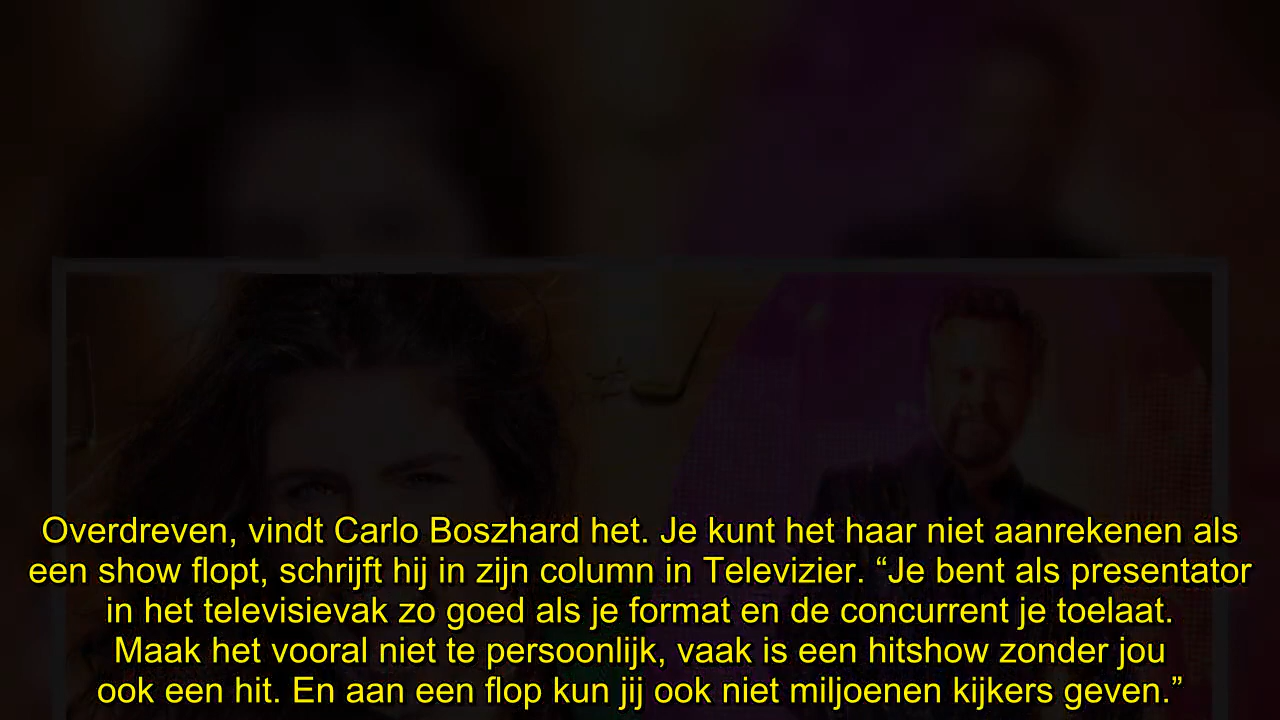 Overdreven, vindt Carlo Boszhard het. Je kunt het haar niet aanrekenen als
een show flopt, schrijft hij in zijn column in Televizier. “Je bent als presentator
in het televisievak zo goed als je format en de concurrent je toelaat.
Maak het vooral niet te persoonlijk, vaak is een hitshow zonder jou
ook een hit. En aan een flop kun jij ook niet miljoenen kijkers geven.”